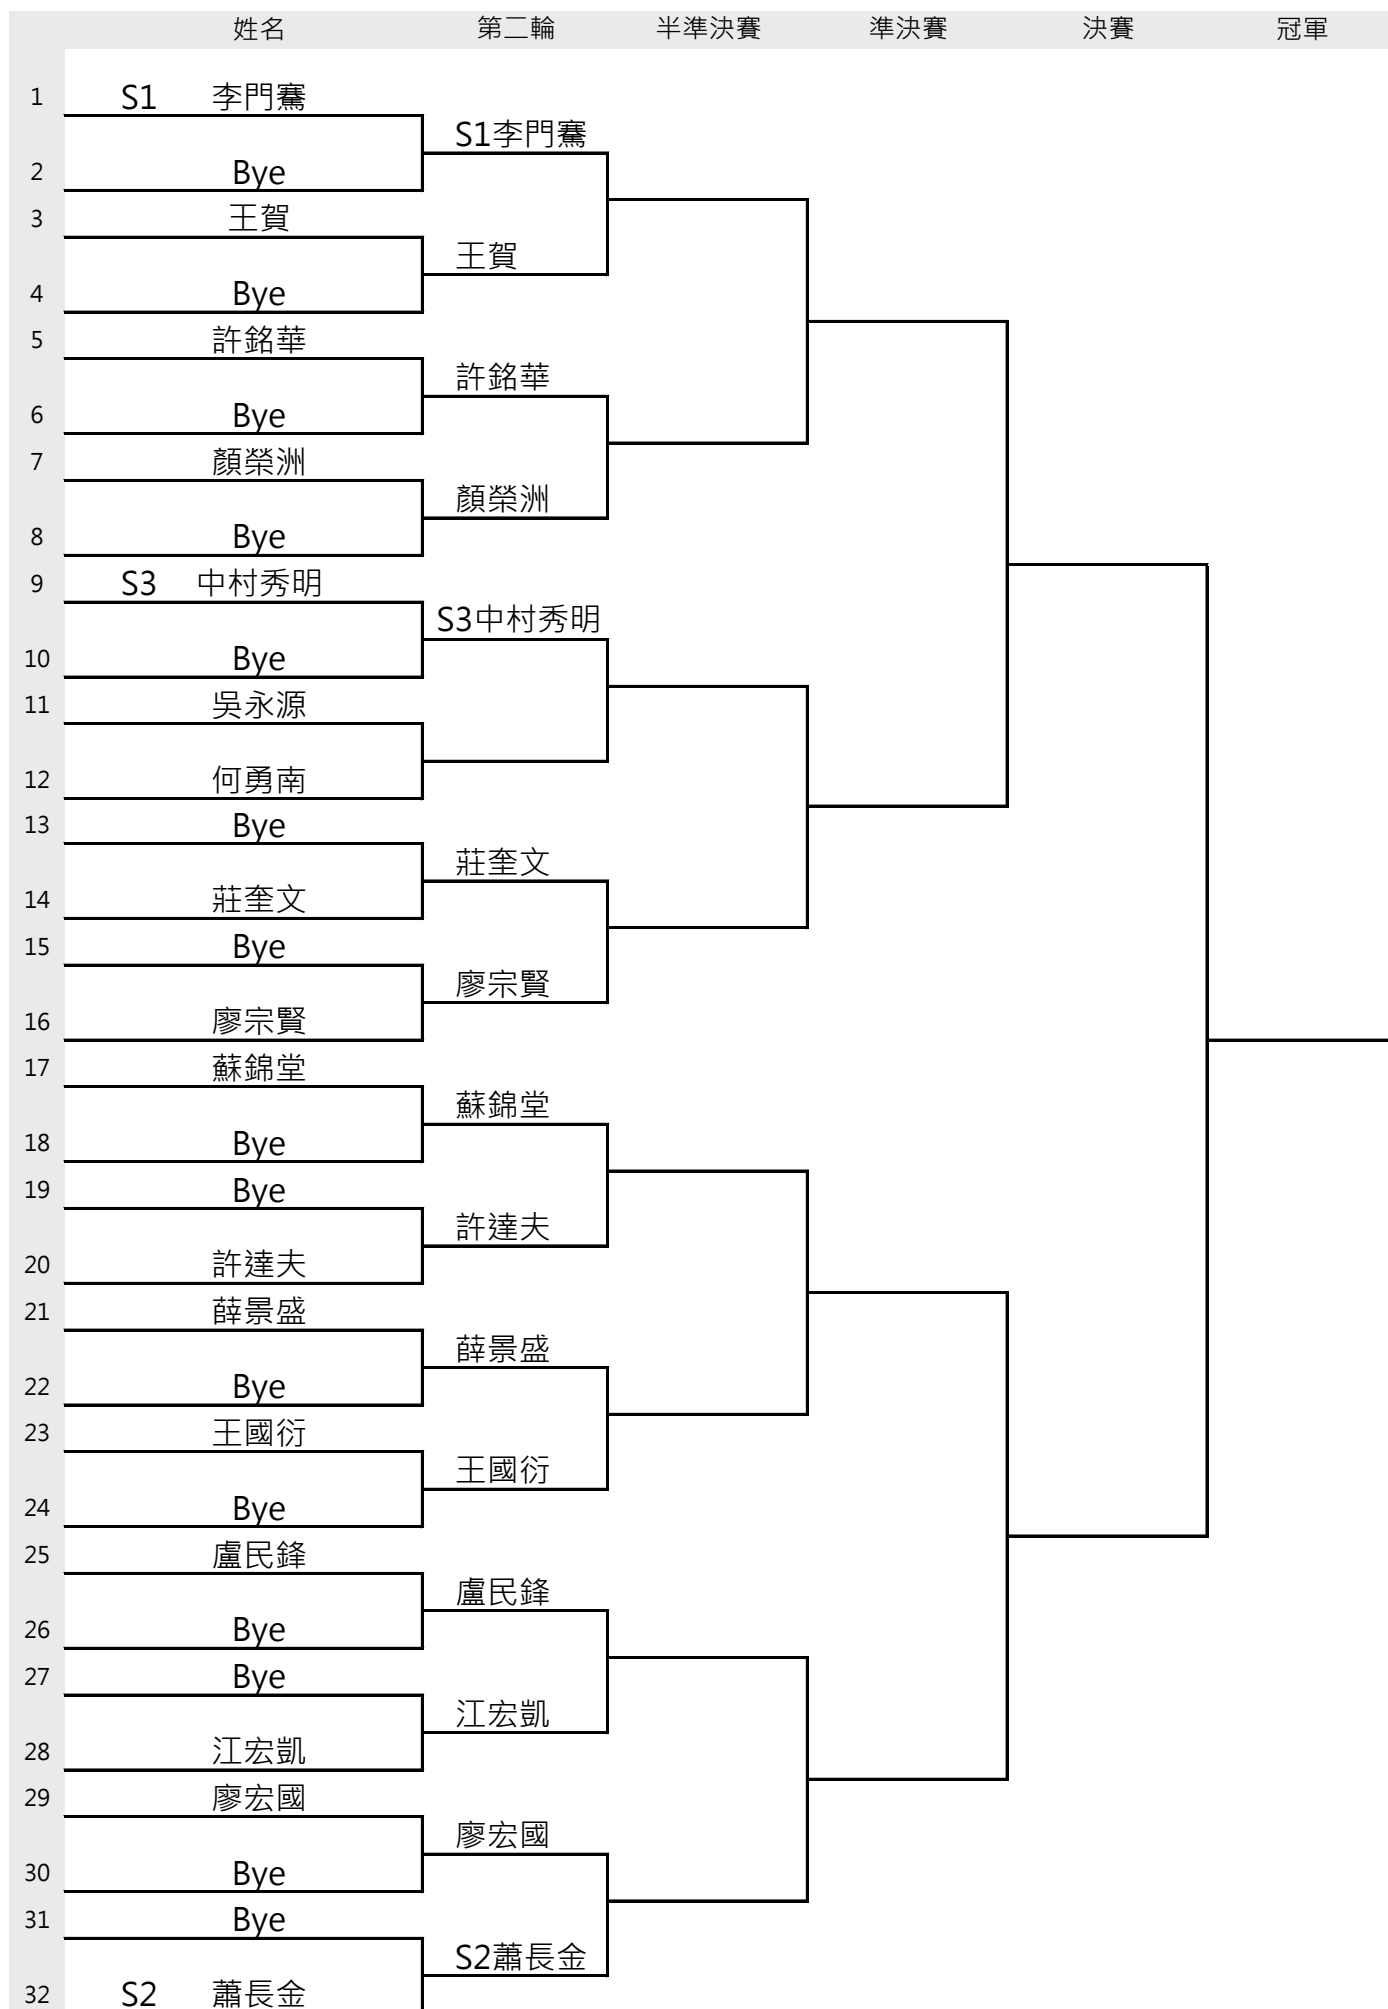 姓名 第二輪 半準決賽 準決賽 決賽 冠軍
1 S1 李門騫
S1李門騫
2 Bye
3 王賀
王賀
4 Bye
5 許銘華
許銘華
6 Bye
7 顏榮洲
顏榮洲
8 Bye
9 S3 中村秀明
S3中村秀明
10 Bye
11 吳永源
12 何勇南
13 Bye
莊奎文
14 莊奎文
15 Bye
廖宗賢
16 廖宗賢
17 蘇錦堂
蘇錦堂
18 Bye
19 Bye
許達夫
20 許達夫
21 薛景盛
薛景盛
22 Bye
23 王國衍
王國衍
24 Bye
25 盧民鋒
盧民鋒
26 Bye
27 Bye
江宏凱
28 江宏凱
29 廖宏國
廖宏國
30 Bye
31 Bye
S2蕭長金
32 S2 蕭長金